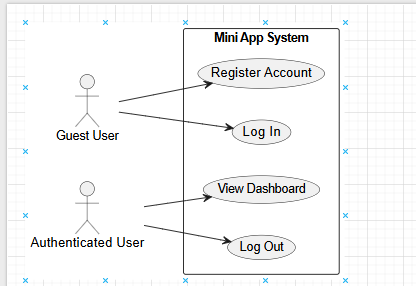 Mini App System
Register Account
Guest User
Log In
View Dashboard
Authenticated User
Log Out